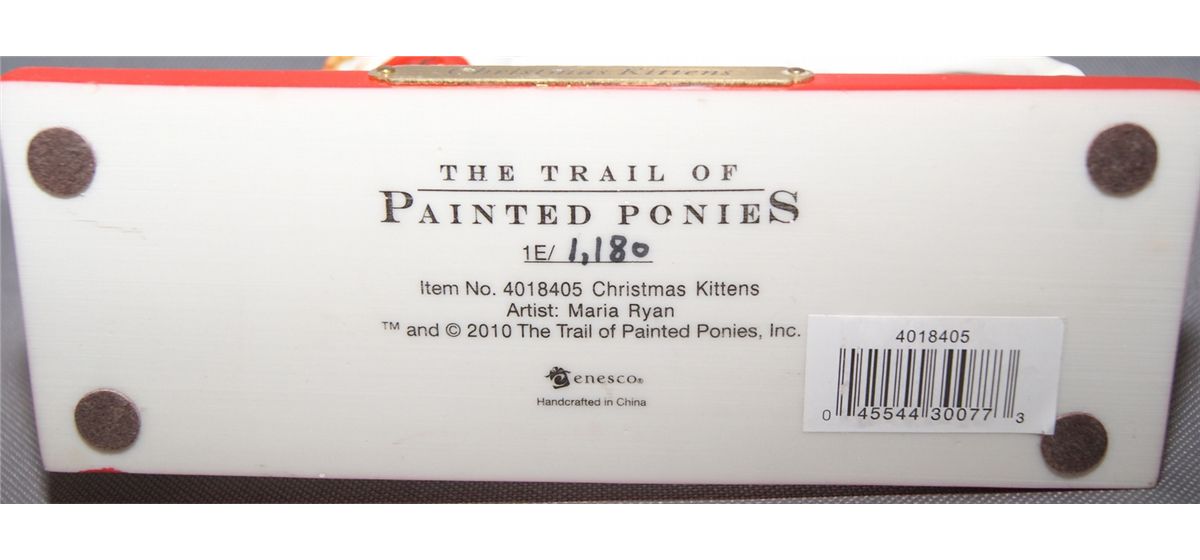 Christmas Kittens
THE TRAIL OF
PAINTED PONIES
1E/ 1,180
Item No. 4018405 Christmas Kittens
Artist: Maria Ryan
™ and © 2010 The Trail of Painted Ponies, Inc.
enesco®
Handcrafted in China
4018405
0 45544 30077 3